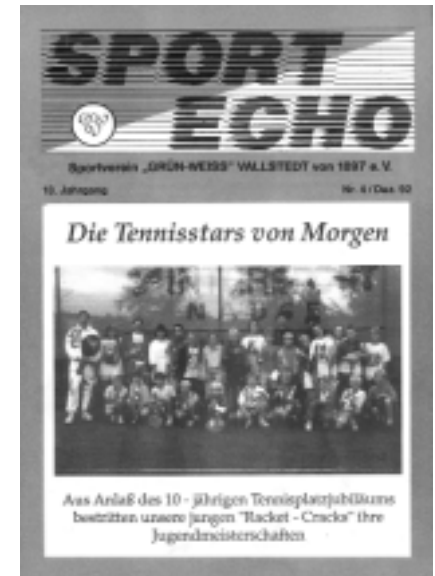 SPORT
ECHO
Sportverein „GRÜN-WEISS“ VALLSTEDT von 1897 e. V.
10. Jahrgang Nr. 4 / Dez. 92
Die Tennisstars von Morgen
Aus Anlaß des 10 - jährigen Tennisplatzjubiläums
bestritten unsere jungen "Racket - Cracks" ihre
Jugendmeisterschaften